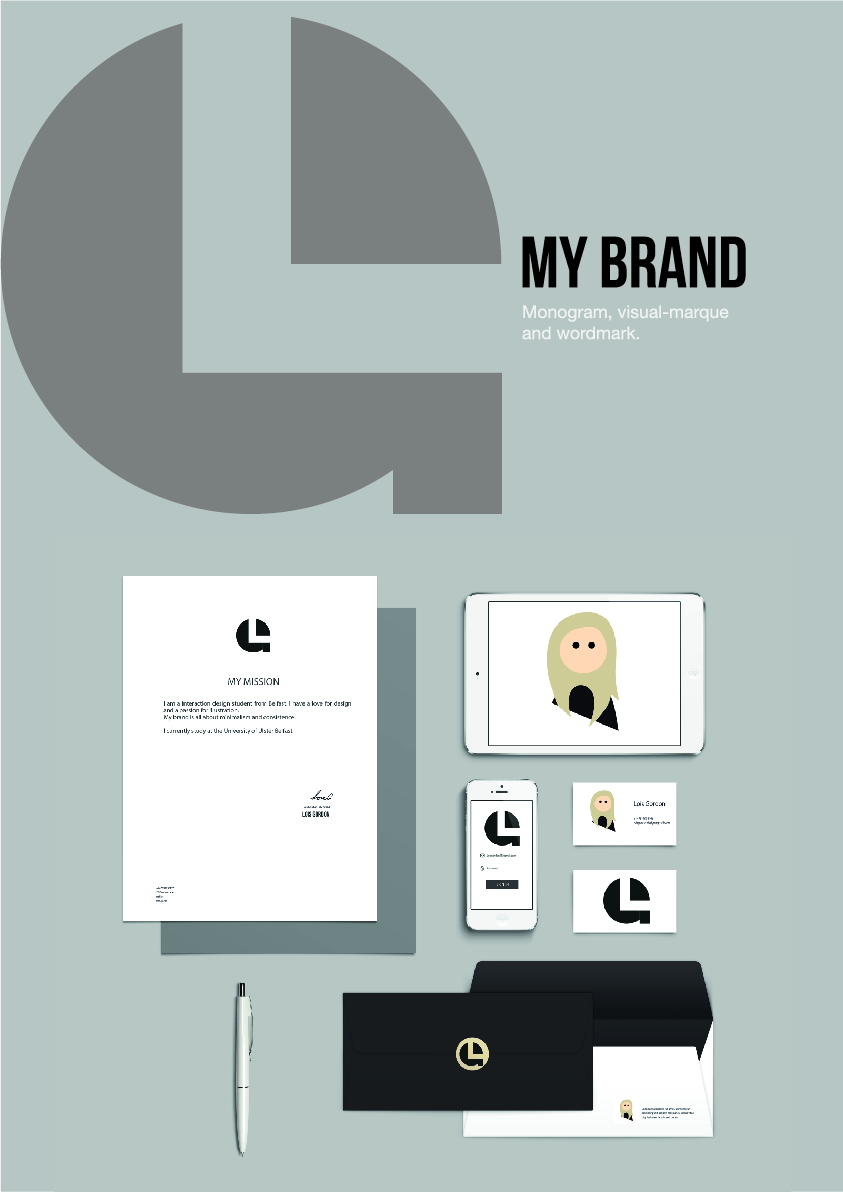 MY BRAND
Monogram, visual-marque
and wordmark.
MY MISSION
I am a interaction design student from Belfast. I have a love for design
and a passion for illustration.
My brand is all about minimalism and consistence.
I currently study at the University of Ulster Belfast.
LOIS GORDON
Lois Gordon